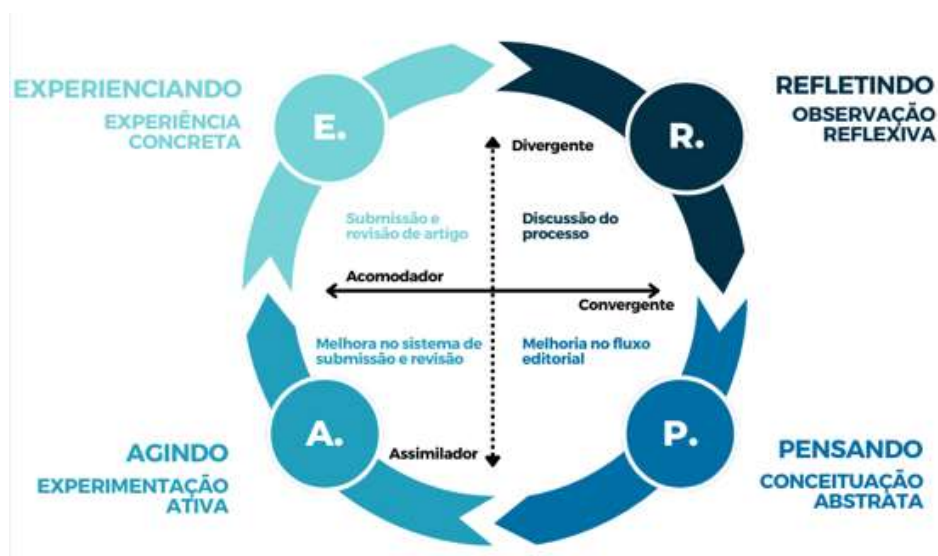 EXPERIENCIANDO
EXPERIÊNCIA
CONCRETA
E.
R.
REFLETINDO
OBSERVAÇÃO
REFLEXIVA
Divergente
Submissão e
revisão de artigo
Discussão do
processo
Acomodador
Convergente
Melhora no sistema de
submissão e revisão
Melhoria no fluxo
editorial
A.
Assimilador
P.
AGINDO
EXPERIMENTAÇÃO
ATIVA
PENSANDO
CONCEITUAÇÃO
ABSTRATA